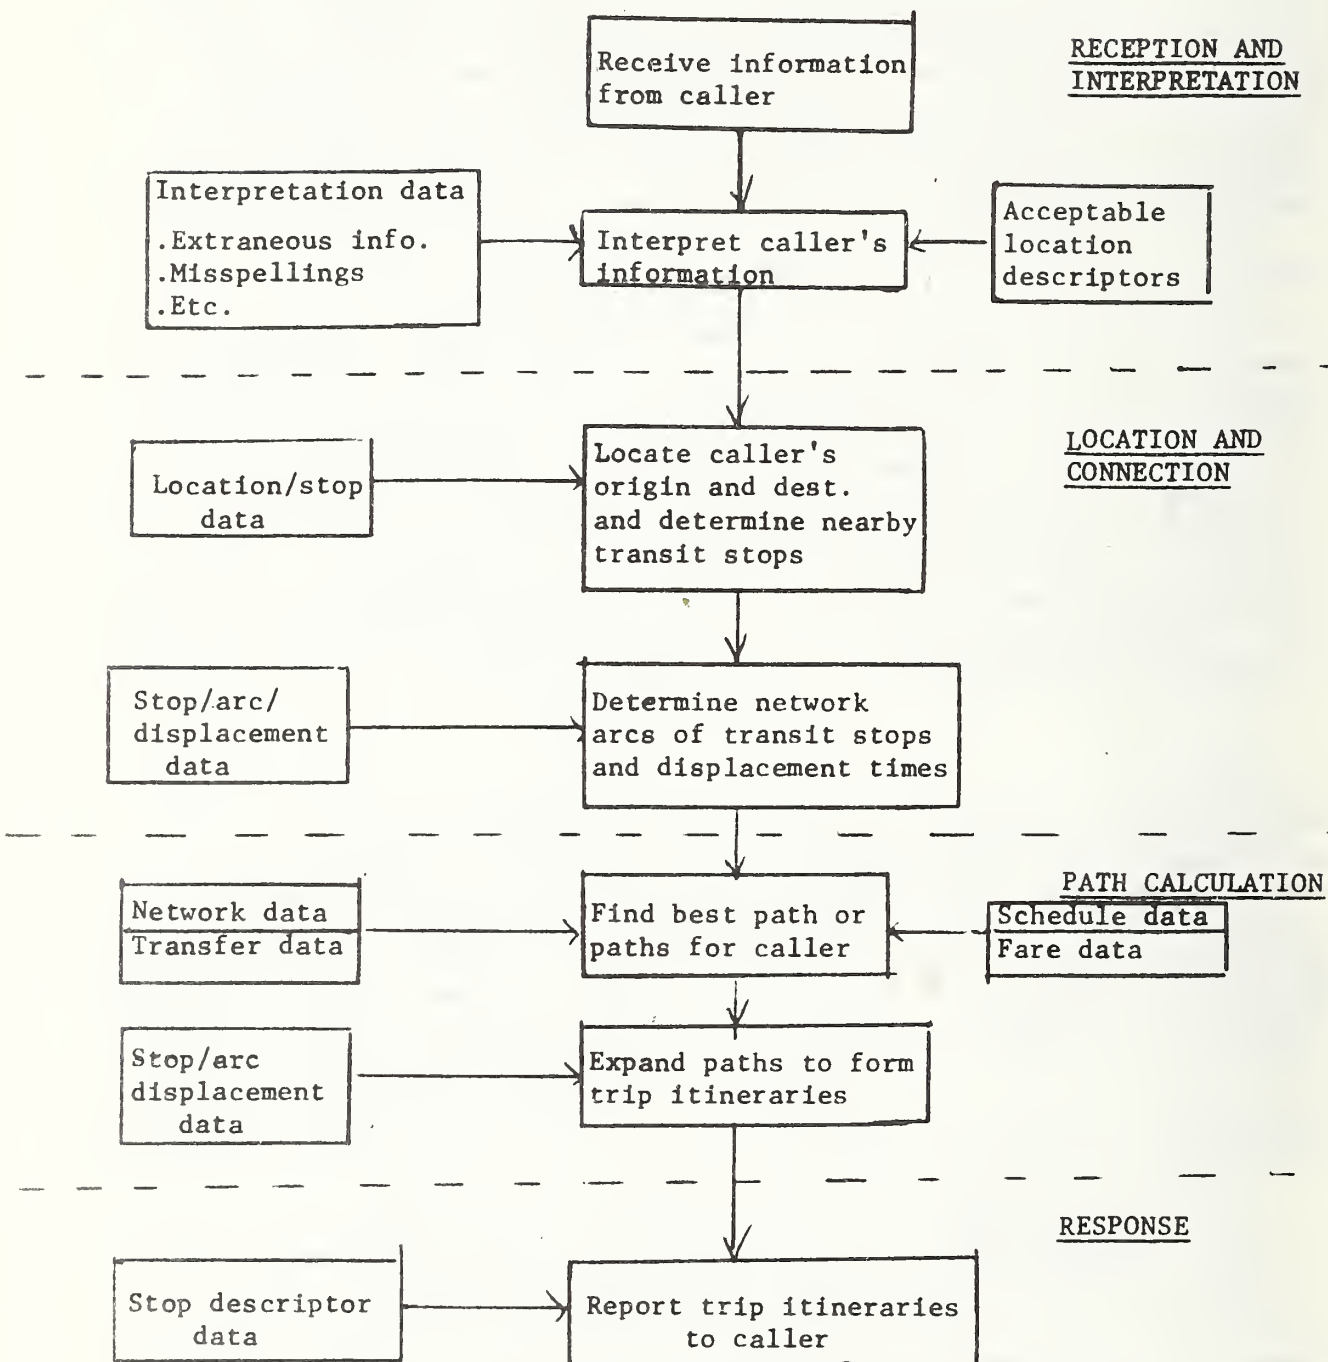 Receive information
from caller
RECEPTION AND
INTERPRETATION
Interpretation data
.Extraneous info.
.Misspellings
.Etc.
Interpret caller's
information
Acceptable
location
descriptors
Location/stop
data
Locate caller's
origin and dest.
and determine nearby
transit stops
LOCATION AND
CONNECTION
Stop/arc/
displacement
data
Determine network
arcs of transit stops
and displacement times
PATH CALCULATION
Network data
Transfer data
Find best path or
paths for caller
Schedule data
Fare data
Stop/arc
displacement
data
Expand paths to form
trip itineraries
RESPONSE
Stop descriptor
data
Report trip itineraries
to caller